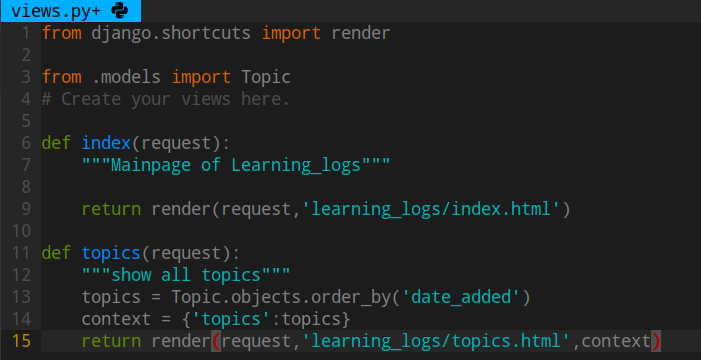 views.py+
1 from django.shortcuts import render
2
3 from .models import Topic
4 # Create your views here.
5
6 def index(request):
7     """Mainpage of Learning_logs"""
8
9     return render(request,'learning_logs/index.html')
10
11 def topics(request):
12     """show all topics"""
13     topics = Topic.objects.order_by('date_added')
14     context = {'topics':topics}
15     return render(request,'learning_logs/topics.html',context)